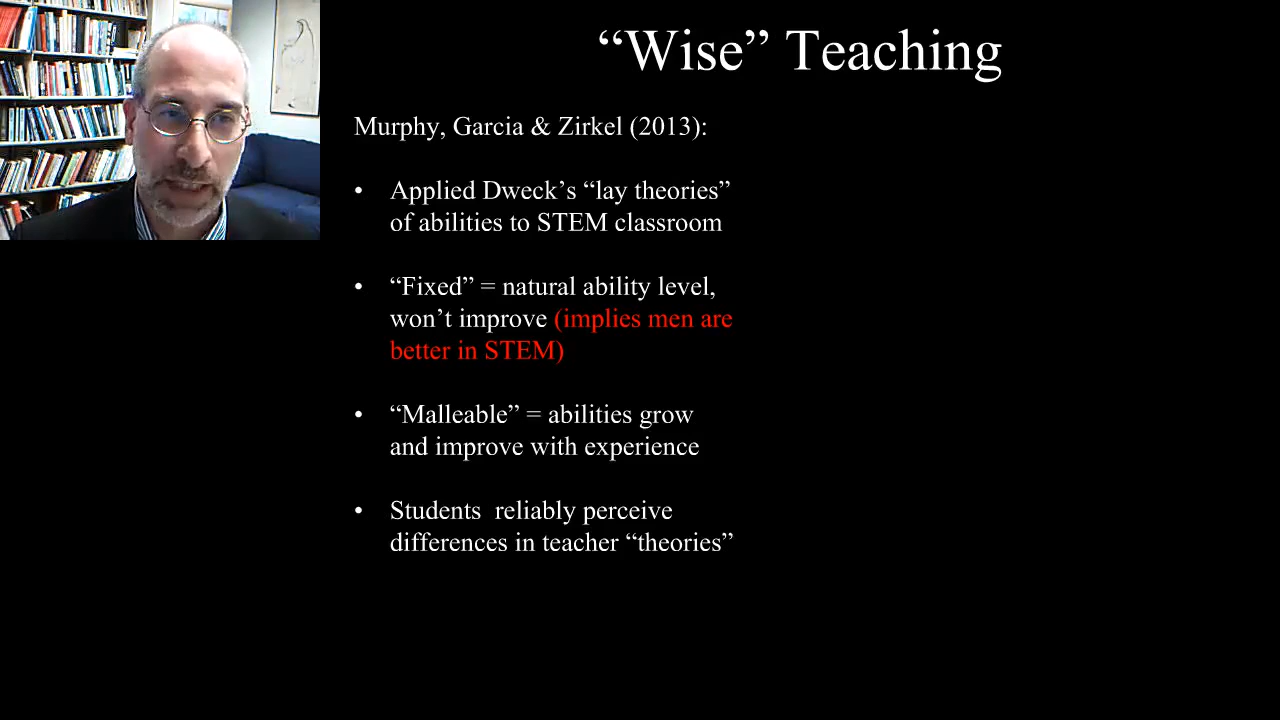 “Wise” Teaching
Murphy, Garcia & Zirkel (2013):
• Applied Dweck’s “lay theories”
of abilities to STEM classroom
• “Fixed” = natural ability level,
won’t improve (implies men are
better in STEM)
• “Malleable” = abilities grow
and improve with experience
• Students  reliably perceive
differences in teacher “theories”